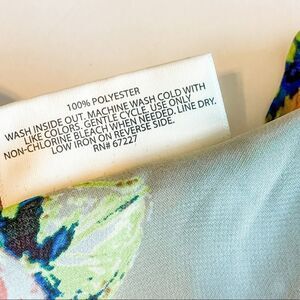 100% POLYESTER
WASH INSIDE OUT. MACHINE WASH COLD WITH
LIKE COLORS. GENTLE CYCLE. USE ONLY
NON-CHLORINE BLEACH WHEN NEEDED. LINE DRY.
LOW IRON ON REVERSE SIDE.
RN# 67227